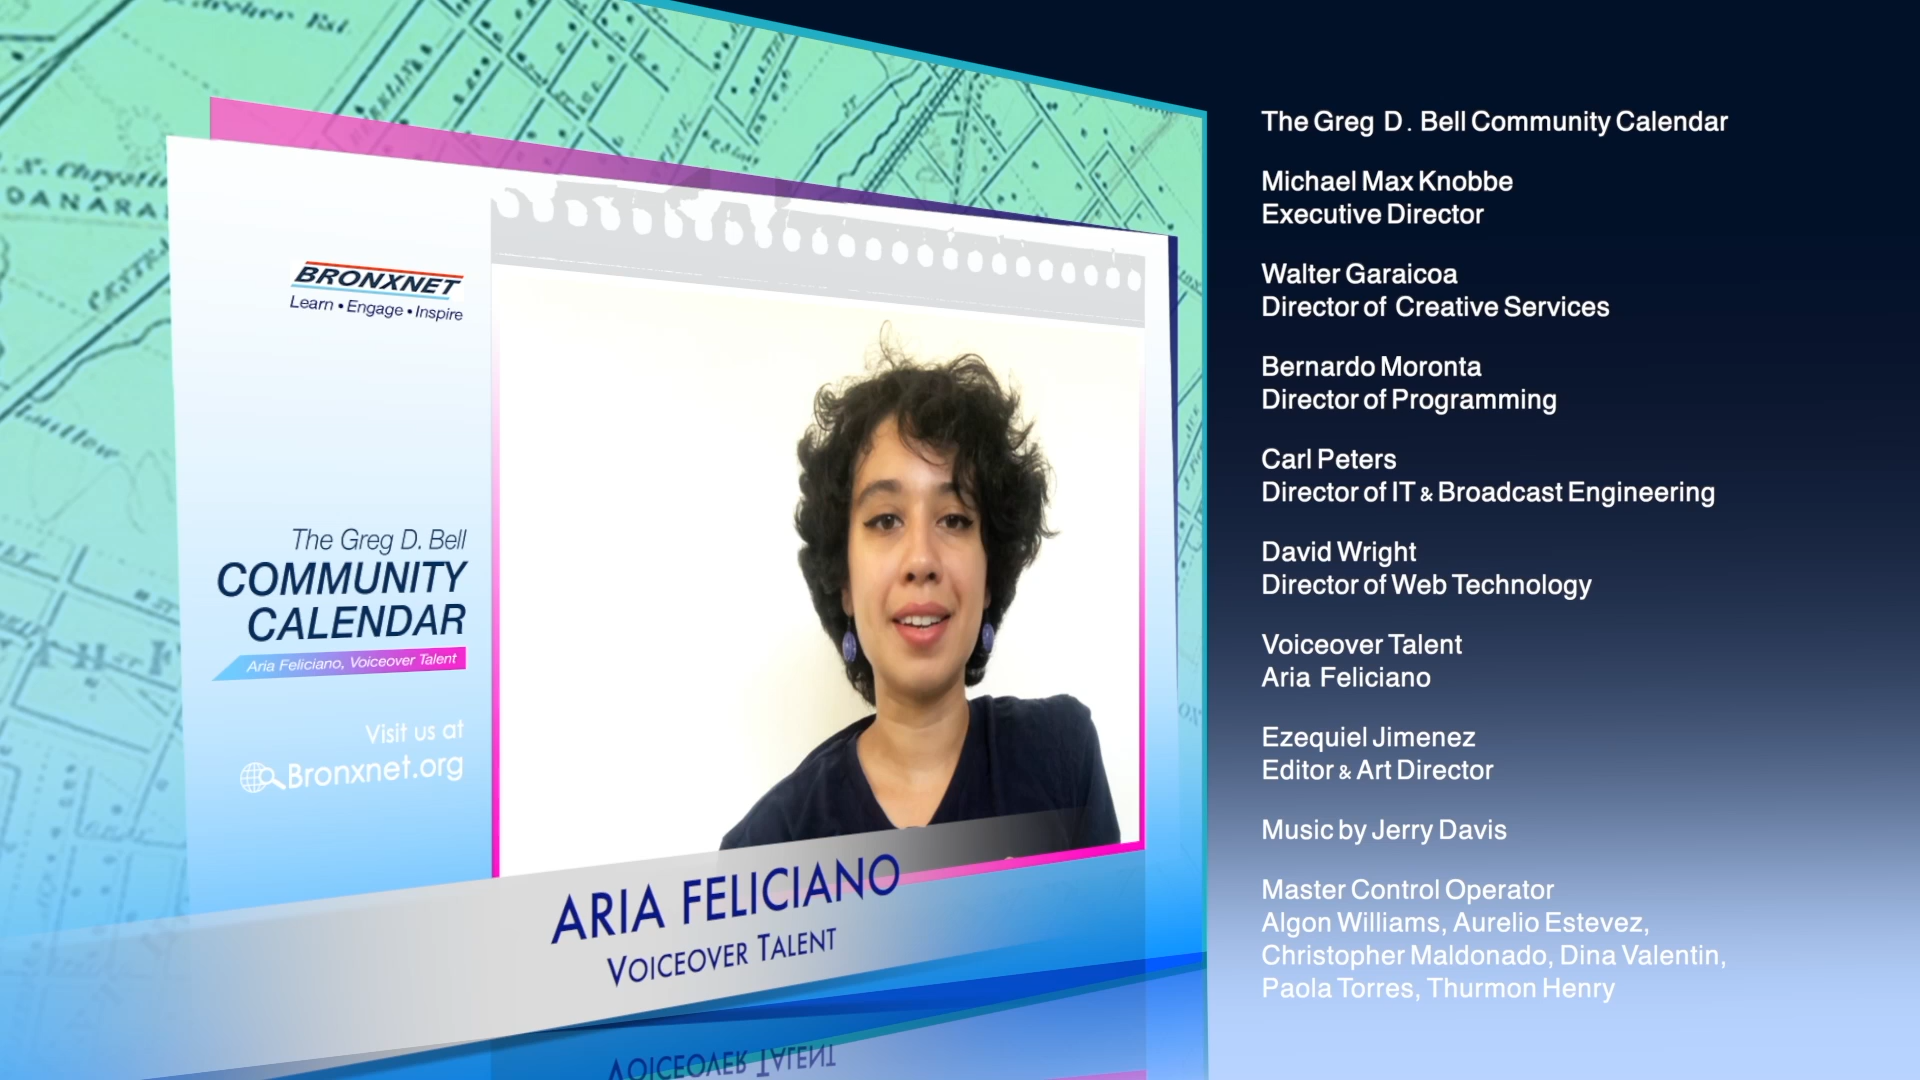 BRONXNET
Learn • Engage • Inspire
The Greg D. Bell
COMMUNITY
CALENDAR
Aria Feliciano, Voiceover Talent
Visit us at
Bronxnet.org
ARIA FELICIANO
VOICEOVER TALENT
VOICEOVER TALENT
The Greg D. Bell Community Calendar
Michael Max Knobbe
Executive Director
Walter Garaicoa
Director of Creative Services
Bernardo Moronta
Director of Programming
Carl Peters
Director of IT & Broadcast Engineering
David Wright
Director of Web Technology
Voiceover Talent
Aria Feliciano
Ezequiel Jimenez
Editor & Art Director
Music by Jerry Davis
Master Control Operator
Algon Williams, Aurelio Estevez,
Christopher Maldonado, Dina Valentin,
Paola Torres, Thurmon Henry